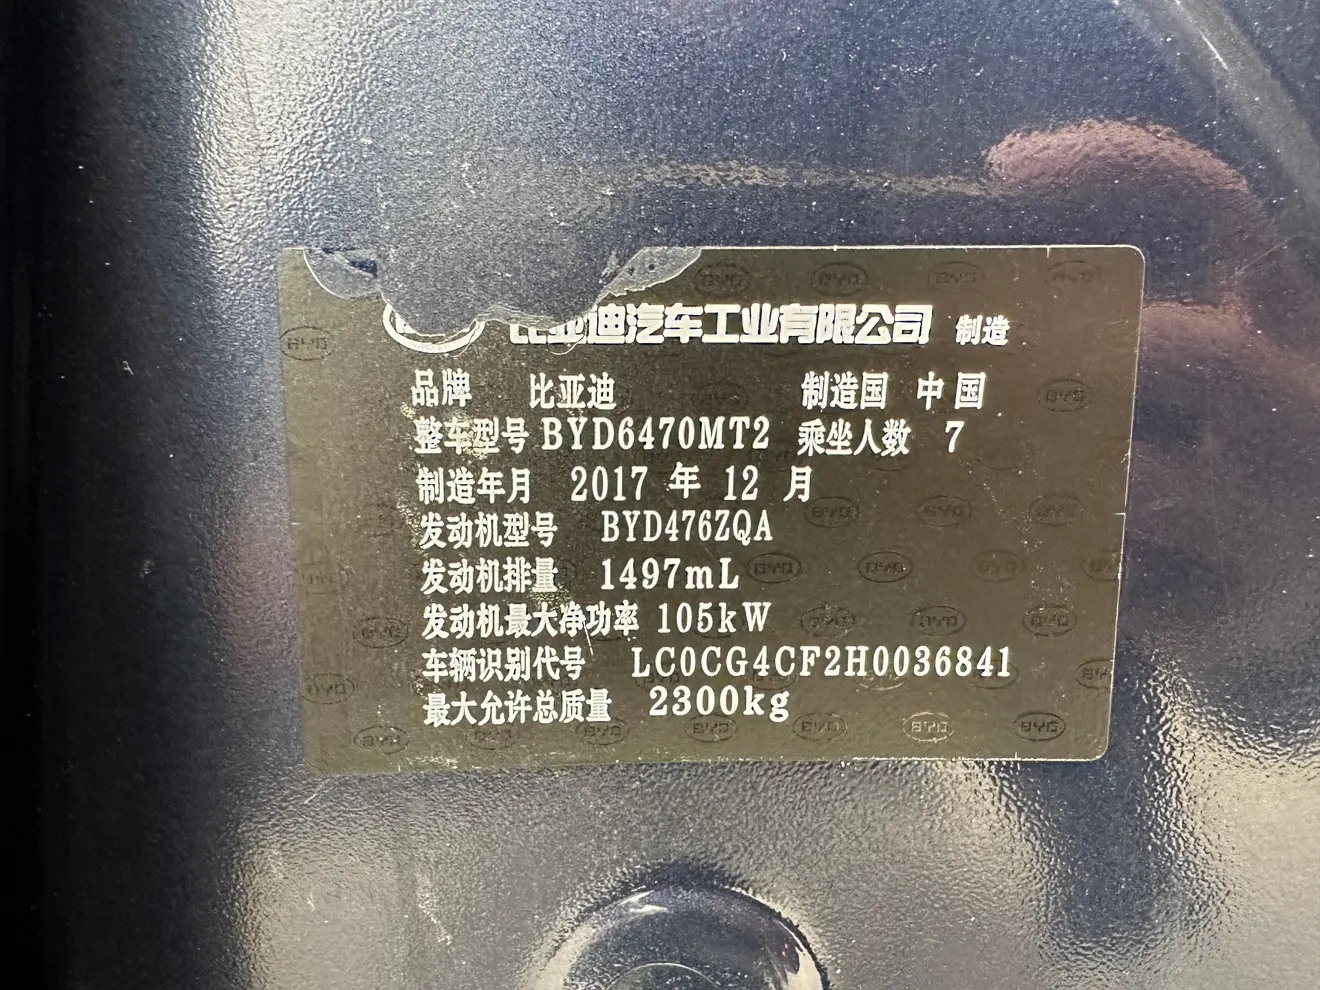 比亚迪汽车工业有限公司 制造
品牌 比亚迪 制造国 中国
整车型号 BYD6470MT2 乘坐人数 7
制造年月 2017 年 12 月
发动机型号 BYD476ZQA
发动机排量 1497mL
发动机最大净功率 105kW
车辆识别代号 LC0CG4CF2H0036841
最大允许总质量 2300kg